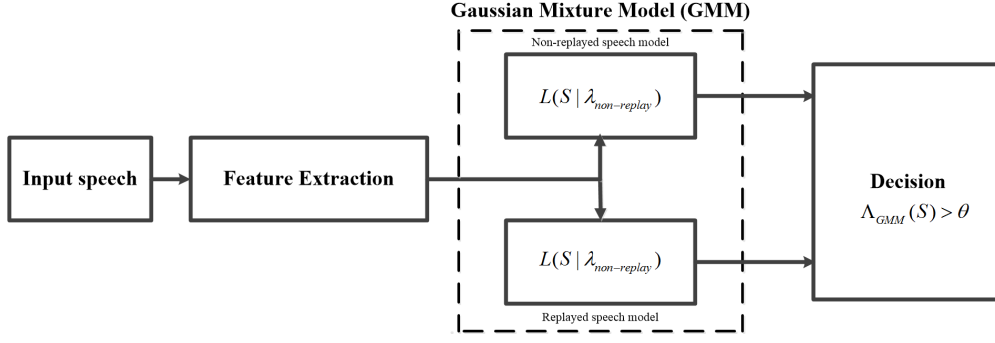 Gaussian Mixture Model (GMM)
Non-replayed speech model
L(S | λnon−replay)
Input speech
Feature Extraction
Decision
ΛGMM (S) > θ
L(S | λnon−replay)
Replayed speech model